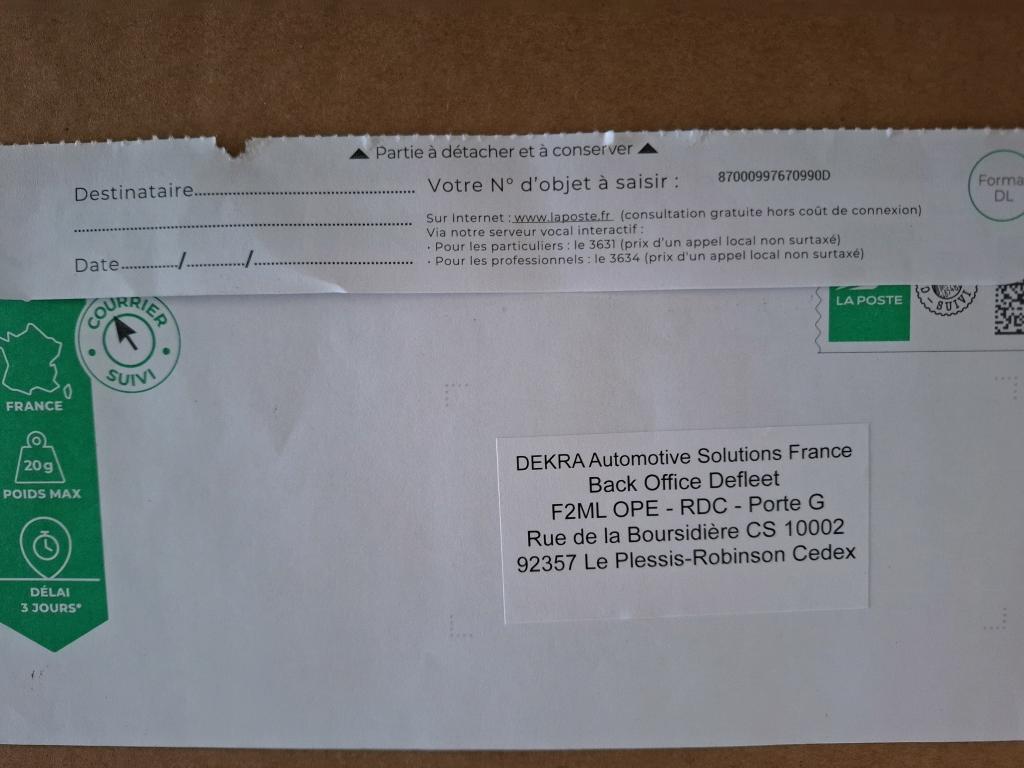 Partie à détacher et à conserver
Destinataire
Votre N° d'objet à saisir : 87000997670990D
Forma
DL
Sur Internet : www.laposte.fr (consultation gratuite hors coût de connexion)
Via notre serveur vocal interactif :
• Pour les particuliers : le 3631 (prix d'un appel local non surtaxé)
Date............/............/............
• Pour les professionnels : le 3634 (prix d'un appel local non surtaxé)
COURRIER
SUIVI
LA POSTE
SUIVI
FRANCE
20g
POIDS MAX
DÉLAI
3 JOURS*
DEKRA Automotive Solutions France
Back Office Defleet
F2ML OPE - RDC - Porte G
Rue de la Boursidière CS 10002
92357 Le Plessis-Robinson Cedex